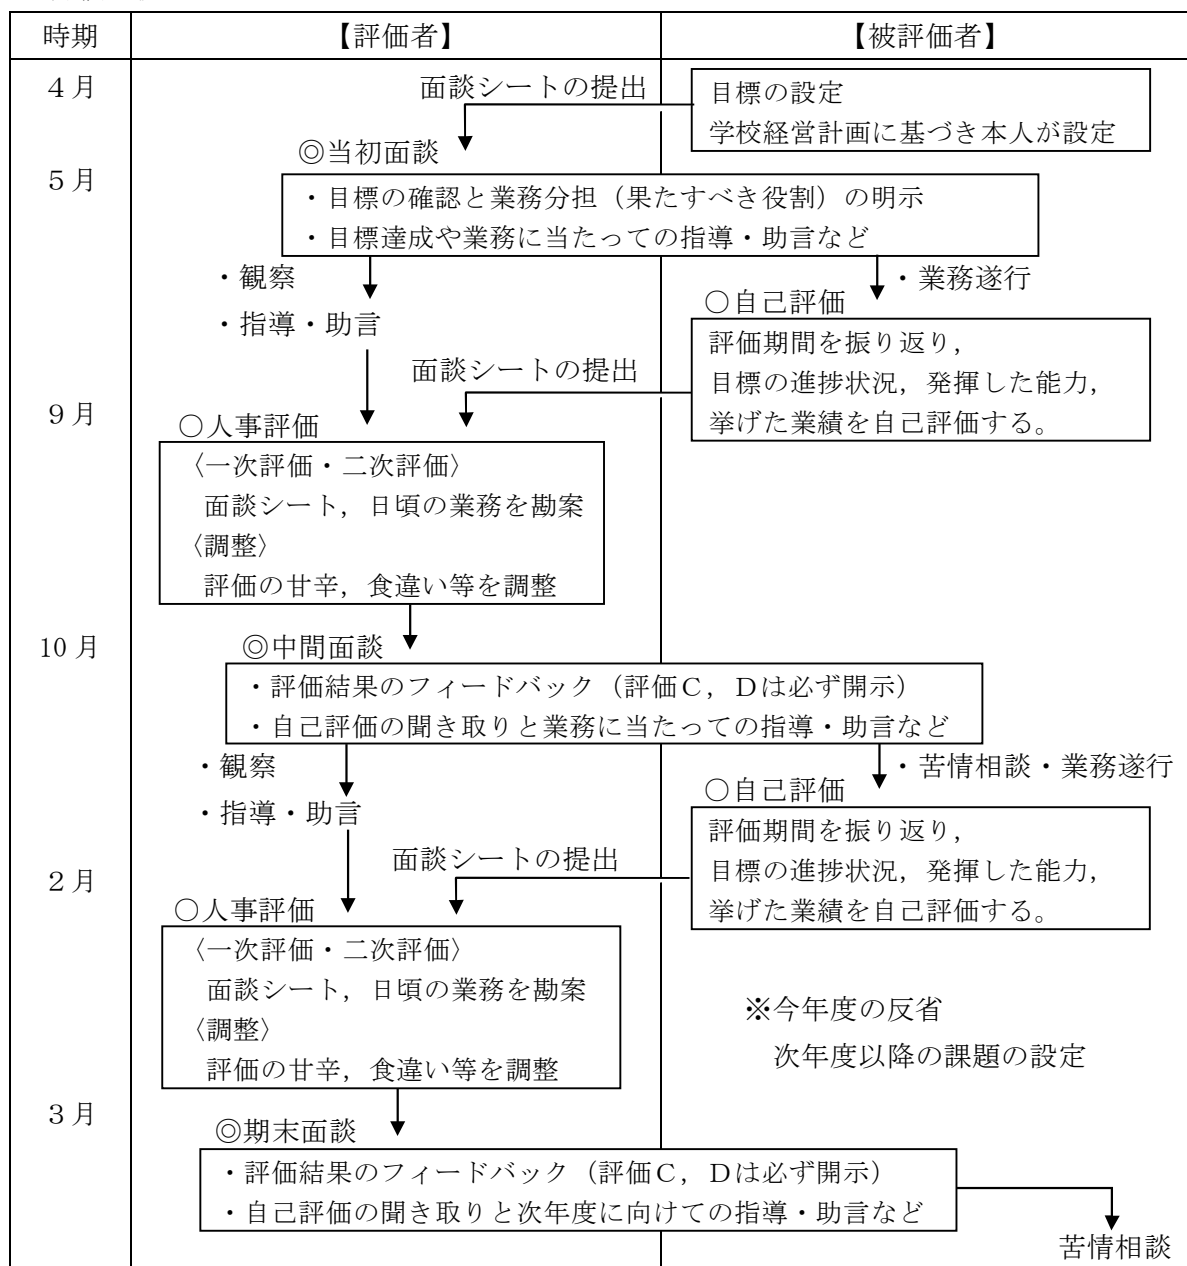 時期 【評価者】 【被評価者】
4月
面談シートの提出
目標の設定
学校経営計画に基づき本人が設定
◎当初面談
5月
・目標の確認と業務分担（果たすべき役割）の明示
・目標達成や業務に当たっての指導・助言など
・観察
・業務遂行
・指導・助言
○自己評価
評価期間を振り返り，
目標の進捗状況，発揮した能力，
挙げた業績を自己評価する。
面談シートの提出
9月
○人事評価
〈一次評価・二次評価〉
面談シート，日頃の業務を勘案
〈調整〉
評価の甘辛，食違い等を調整
10月
◎中間面談
・評価結果のフィードバック（評価C，Dは必ず開示）
・自己評価の聞き取りと業務に当たっての指導・助言など
・観察
・苦情相談・業務遂行
・指導・助言
○自己評価
評価期間を振り返り，
目標の進捗状況，発揮した能力，
挙げた業績を自己評価する。
面談シートの提出
2月
○人事評価
〈一次評価・二次評価〉
面談シート，日頃の業務を勘案
〈調整〉
評価の甘辛，食違い等を調整
※今年度の反省
次年度以降の課題の設定
3月
◎期末面談
・評価結果のフィードバック（評価C，Dは必ず開示）
・自己評価の聞き取りと次年度に向けての指導・助言など
苦情相談